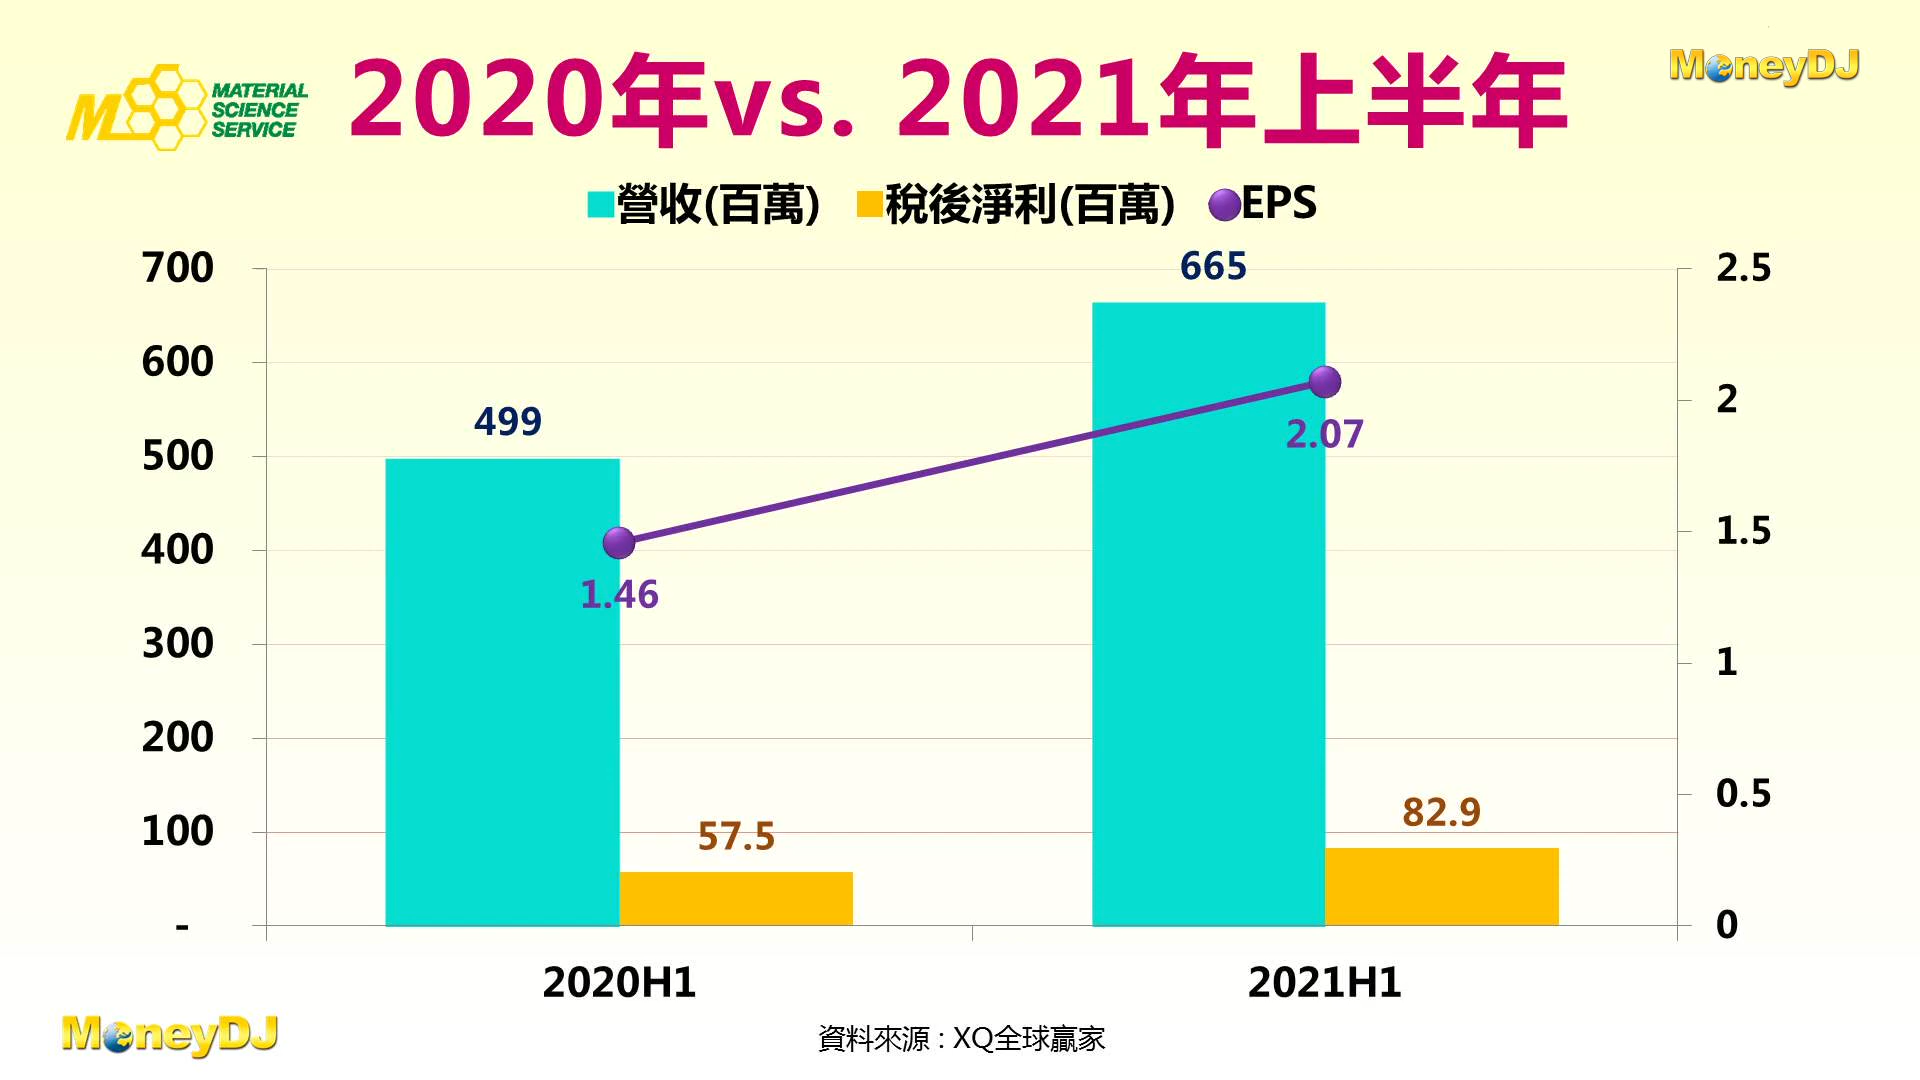 MSS MATERIAL
SCIENCE
SERVICE
2020年vs. 2021年上半年
MoneyDJ
營收(百萬) 稅後淨利(百萬) EPS
700
600
500
400
300
200
100
-
499
665
1.46
2.07
57.5
82.9
2.5
2
1.5
1
0.5
0
2020H1 2021H1
MoneyDJ
資料來源 : XQ全球贏家